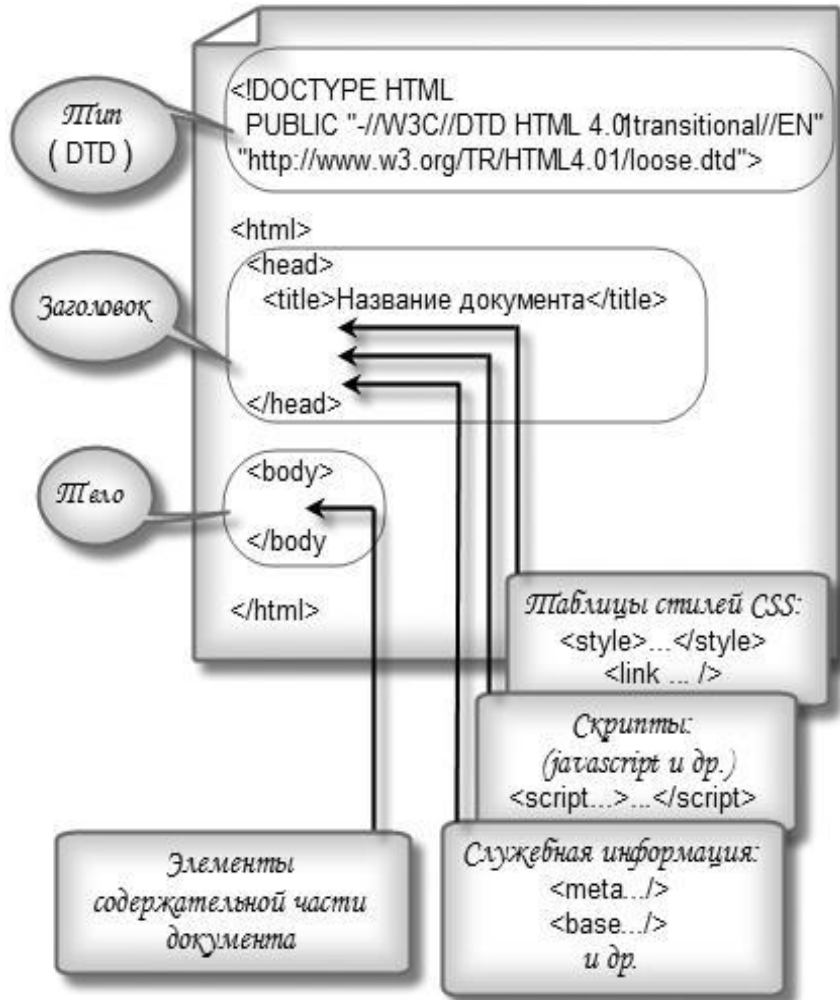 <!DOCTYPE HTML
PUBLIC "-//W3C//DTD HTML 4.01transitional//EN"
"http://www.w3.org/TR/HTML4.01/loose.dtd">
Тип
( DTD )
<html>
<head>
<title>Название документа</title>
Заголовок
</head>
<body>
Тело
</body
</html>
Таблицы стилей CSS:
<style>...</style>
<link ... />
Скрипты:
(javascript и др.)
<script...>...</script>
Служебная информация:
<meta.../>
<base.../>
и др.
Элементы
содержательной части
документа